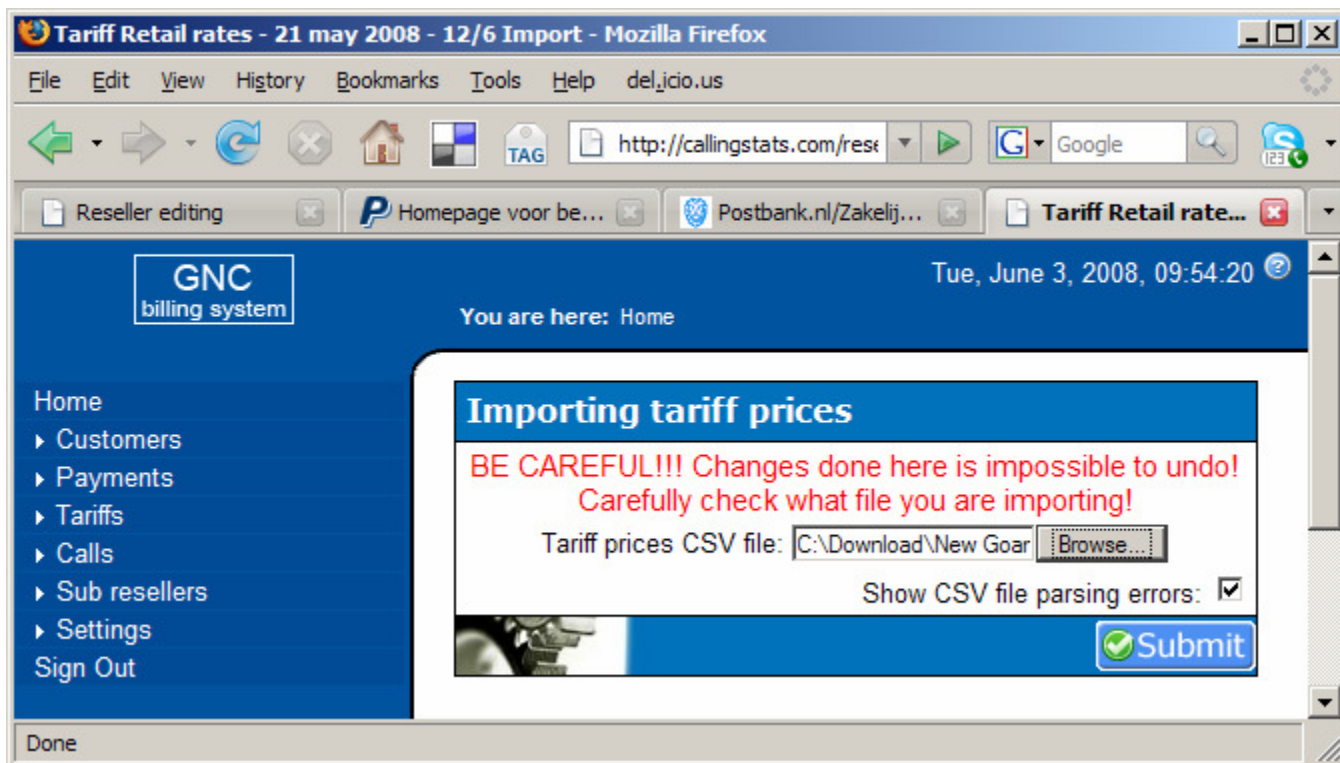 Tariff Retail rates - 21 may 2008 - 12/6 Import - Mozilla Firefox
File Edit View History Bookmarks Tools Help del.icio.us
TAG http://callingstats.com/rese G Google 123
Reseller editing Homepage voor be... Postbank.nl/Zakelij... Tariff Retail rate...
GNC
billing system
Tue, June 3, 2008, 09:54:20 ?
You are here: Home
Home
Customers
Payments
Tariffs
Calls
Sub resellers
Settings
Sign Out
Importing tariff prices
BE CAREFUL!!! Changes done here is impossible to undo!
Carefully check what file you are importing!
Tariff prices CSV file: C:\Download\New Goar Browse...
Show CSV file parsing errors:
Submit
Done